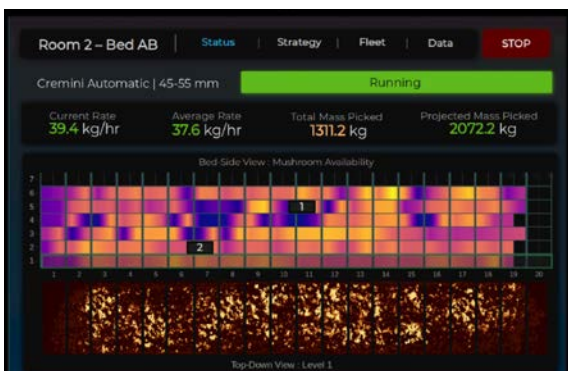 Room 2 – Bed AB | Status | Strategy | Fleet | Data STOP
Cremini Automatic | 45-55 mm Running
Current Rate Average Rate Total Mass Picked Projected Mass Picked
39.4 kg/hr 37.6 kg/hr 1311.2 kg 2072.2 kg
Bed-Side View : Mushroom Availability
7
6
5 1
4
3
2 2
1
1 2 3 4 5 6 7 8 9 10 11 12 13 14 15 16 17 18 19 20
Top-Down View : Level 1